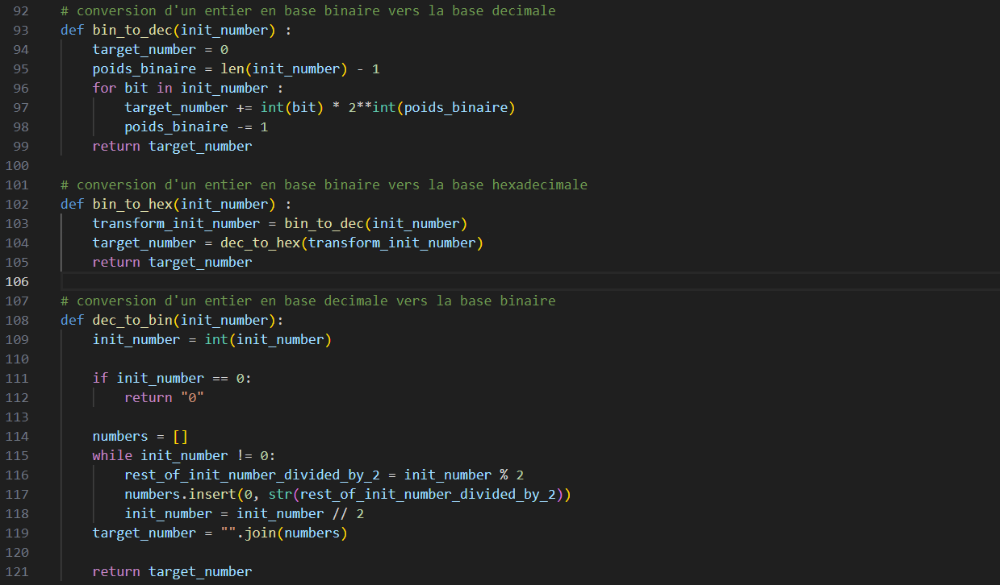 92 # conversion d'un entier en base binaire vers la base decimale
93 def bin_to_dec(init_number) :
94     target_number = 0
95     poids_binaire = len(init_number) - 1
96     for bit in init_number :
97         target_number += int(bit) * 2**int(poids_binaire)
98         poids_binaire -= 1
99     return target_number
100
101 # conversion d'un entier en base binaire vers la base hexadecimale
102 def bin_to_hex(init_number) :
103     transform_init_number = bin_to_dec(init_number)
104     target_number = dec_to_hex(transform_init_number)
105     return target_number
106
107 # conversion d'un entier en base decimale vers la base binaire
108 def dec_to_bin(init_number):
109     init_number = int(init_number)
110
111     if init_number == 0:
112         return "0"
113
114     numbers = []
115     while init_number != 0:
116         rest_of_init_number_divided_by_2 = init_number % 2
117         numbers.insert(0, str(rest_of_init_number_divided_by_2))
118         init_number = init_number // 2
119     target_number = "".join(numbers)
120
121     return target_number